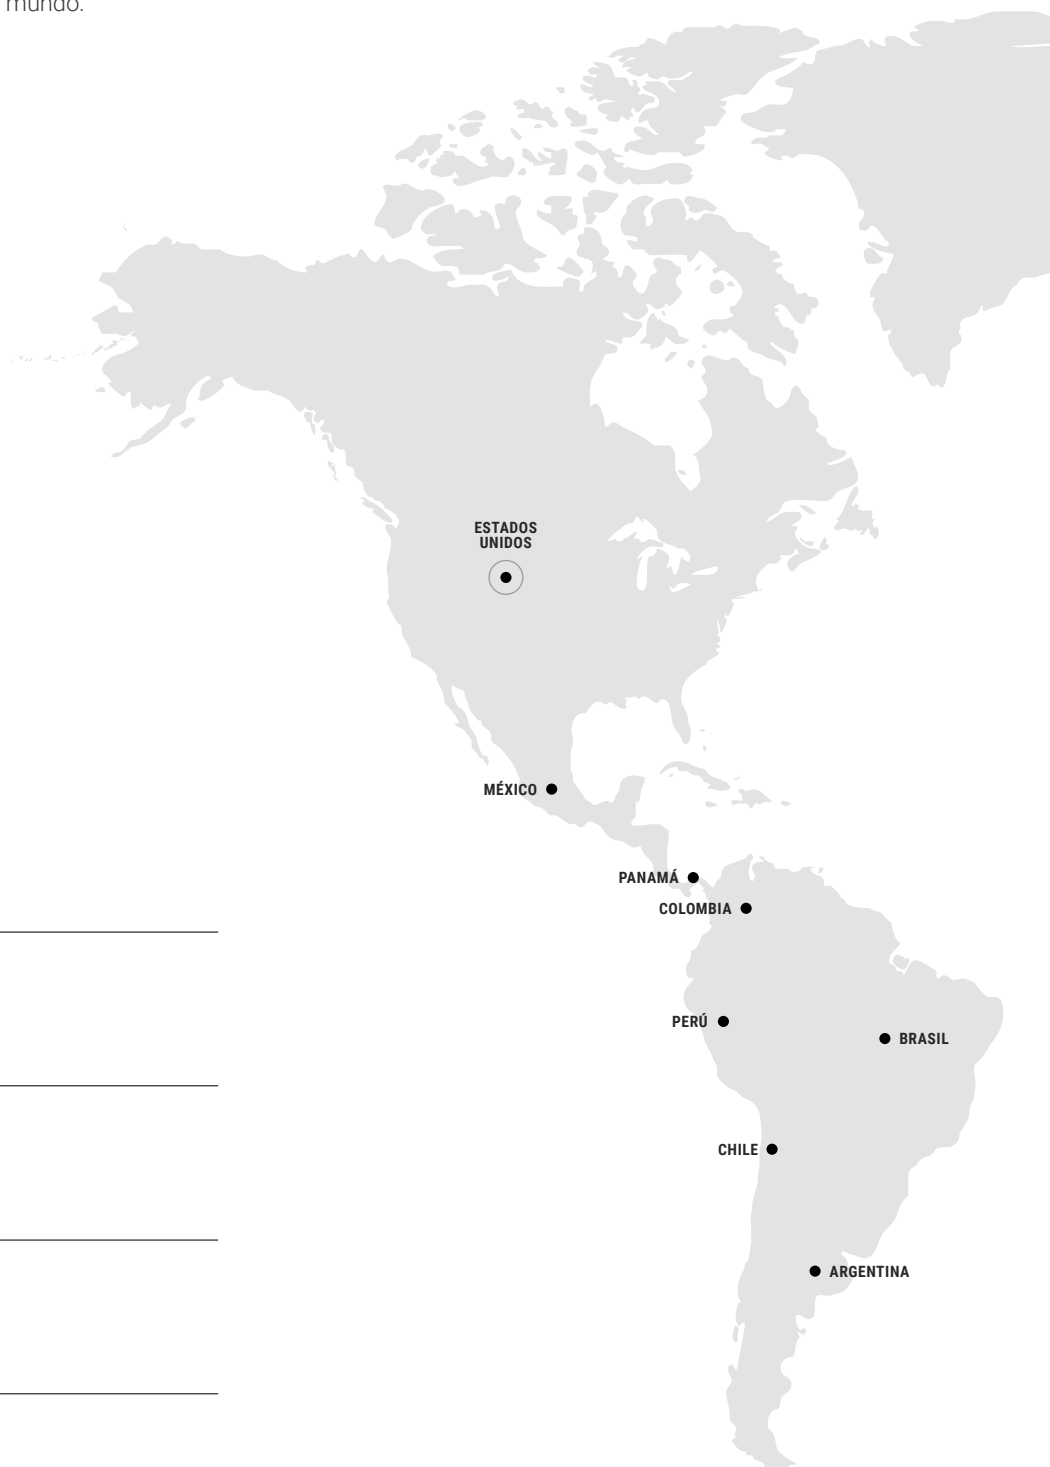 mundo.
ESTADOS
UNIDOS
MÉXICO
PANAMÁ
COLOMBIA
PERÚ
BRASIL
CHILE
ARGENTINA